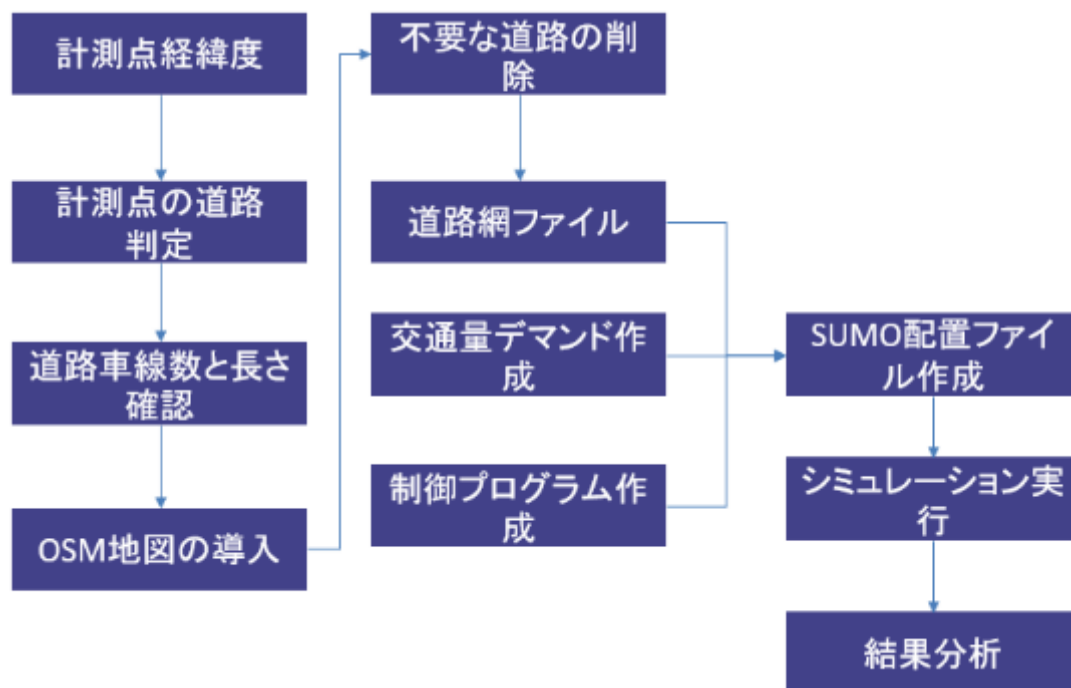 計測点経緯度
計測点の道路
判定
道路車線数と長さ
確認
OSM地図の導入
不要な道路の削
除
道路網ファイル
交通量デマンド作
成
制御プログラム作
成
SUMO配置ファイ
ル作成
シミュレーション実
行
結果分析